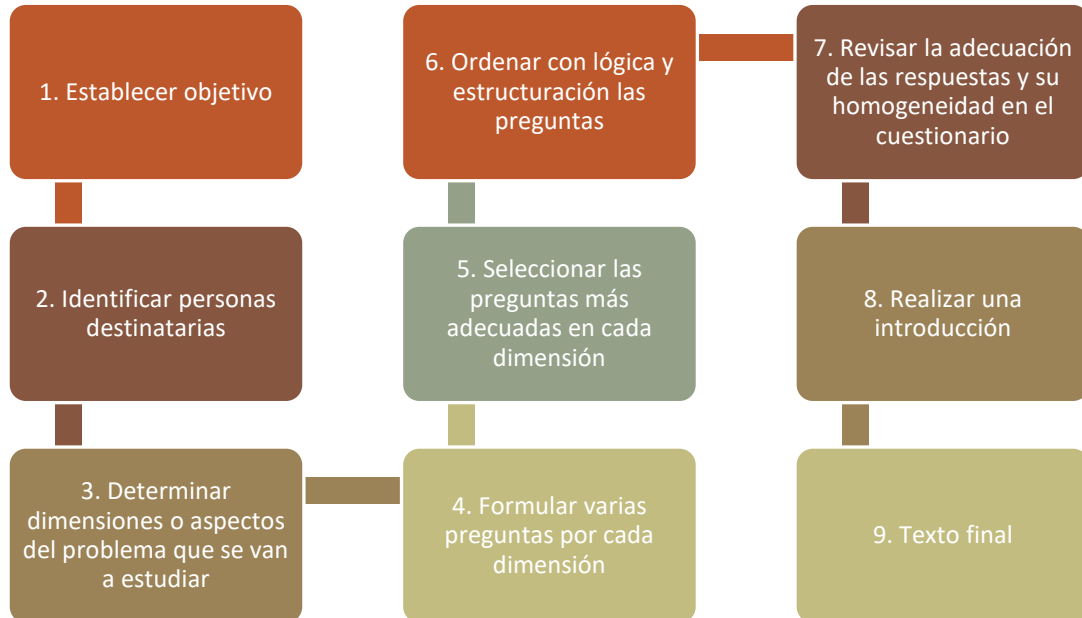 1. Establecer objetivo
2. Identificar personas
destinatarias
3. Determinar
dimensiones o aspectos
del problema que se van
a estudiar
4. Formular varias
preguntas por cada
dimensión
5. Seleccionar las
preguntas más
adecuadas en cada
dimensión
6. Ordenar con lógica y
estructuración las
preguntas
7. Revisar la adecuación
de las respuestas y su
homogeneidad en el
cuestionario
8. Realizar una
introducción
9. Texto final